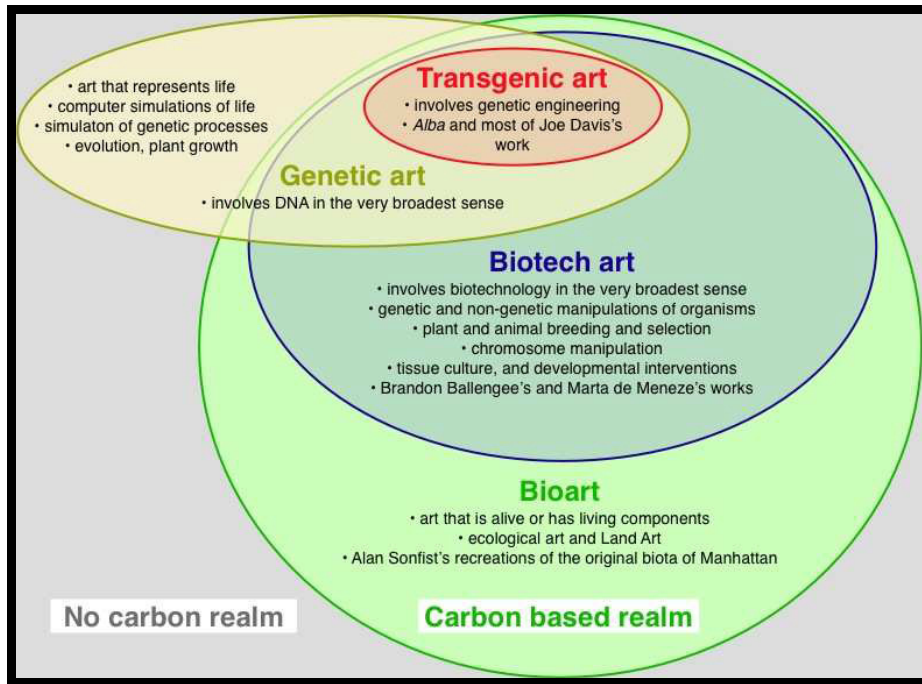 • art that represents life
• computer simulations of life
• simulaton of genetic processes
• evolution, plant growth
Transgenic art
• involves genetic engineering
• Alba and most of Joe Davis's
work
Genetic art
• involves DNA in the very broadest sense
Biotech art
• involves biotechnology in the very broadest sense
• genetic and non-genetic manipulations of organisms
• plant and animal breeding and selection
• chromosome manipulation
• tissue culture, and developmental interventions
• Brandon Ballengee's and Marta de Meneze's works
Bioart
• art that is alive or has living components
• ecological art and Land Art
• Alan Sonfist's recreations of the original biota of Manhattan
No carbon realm
Carbon based realm